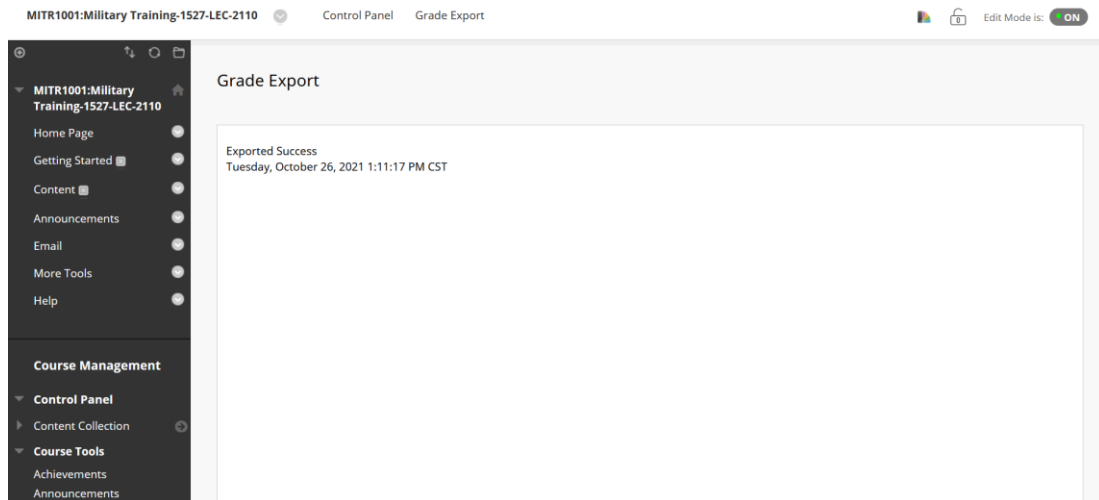 MITR1001:Military Training-1527-LEC-2110 Control Panel Grade Export Edit Mode is: ON
MITR1001:Military
Training-1527-LEC-2110
Home Page
Getting Started
Content
Announcements
Email
More Tools
Help
Course Management
Control Panel
Content Collection
Course Tools
Achievements
Announcements
Grade Export
Exported Success
Tuesday, October 26, 2021 1:11:17 PM CST